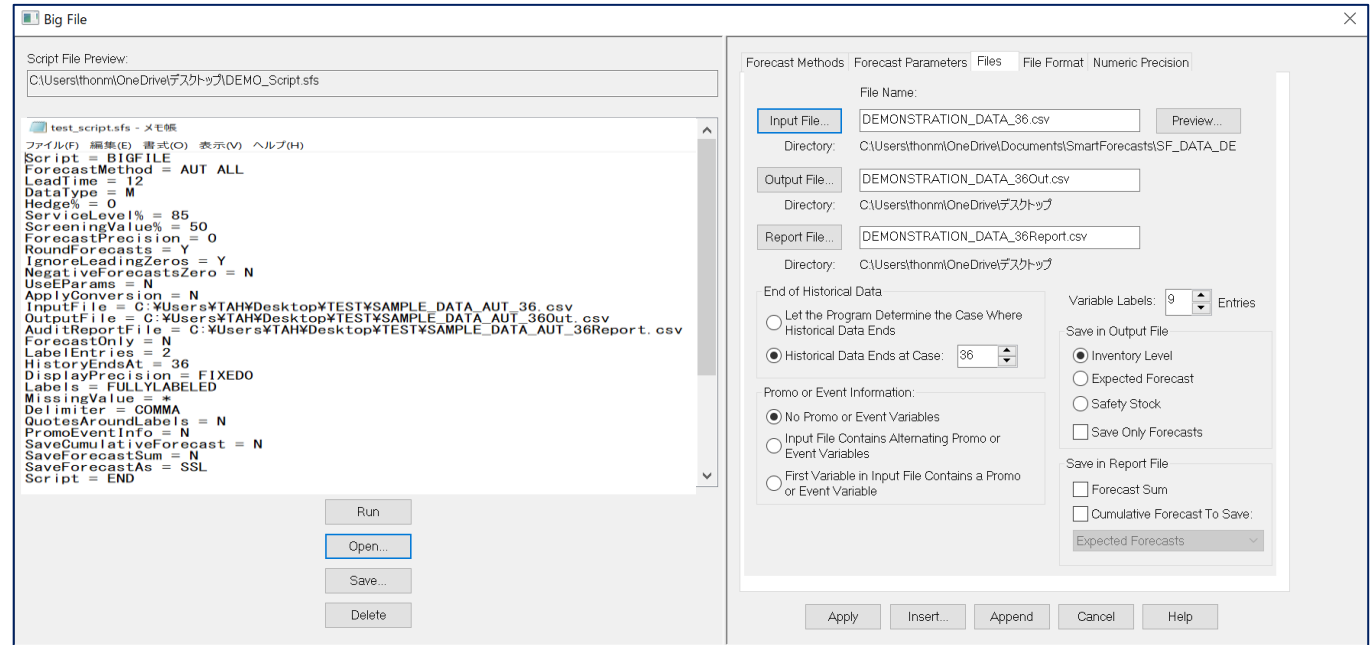 Big File
Script File Preview:
C:\Users\thonm\OneDrive\デスクトップ\DEMO_Script.sfs
test_script.sfs - メモ帳
ファイル(F) 編集(E) 書式(O) 表示(V) ヘルプ(H)
Script = BIGFILE
ForecastMethod = AUT ALL
LeadTime = 12
DataType = M
Hedge% = 0
ServiceLevel% = 85
ScreeningValue% = 50
ForecastPrecision = 0
RoundForecasts = Y
IgnoreLeadingZeros = Y
NegativeForecastsZero = N
UseEParams = N
ApplyConversion = N
InputFile = C:¥Users¥TAH¥Desktop¥TEST¥SAMPLE_DATA_AUT_36.csv
OutputFile = C:¥Users¥TAH¥Desktop¥TEST¥SAMPLE_DATA_AUT_36Out.csv
AuditReportFile = C:¥Users¥TAH¥Desktop¥TEST¥SAMPLE_DATA_AUT_36Report.csv
ForecastOnly = N
LabelEntries = 2
HistoryEndsAt = 36
DisplayPrecision = FIXED0
Labels = FULLYLABELED
MissingValue = *
Delimiter = COMMA
QuotesAroundLabels = N
PromoEventInfo = N
SaveCumulativeForecast = N
SaveForecastSum = N
SaveForecastAs = SSL
Script = END
Run
Open...
Save...
Delete
Forecast Methods Forecast Parameters Files File Format Numeric Precision
File Name:
Input File... DEMONSTRATION_DATA_36.csv Preview...
Directory: C:\Users\thonm\OneDrive\Documents\SmartForecasts\SF_DATA_DE
Output File... DEMONSTRATION_DATA_36Out.csv
Directory: C:\Users\thonm\OneDrive\デスクトップ
Report File... DEMONSTRATION_DATA_36Report.csv
Directory: C:\Users\thonm\OneDrive\デスクトップ
End of Historical Data
Let the Program Determine the Case Where
Historical Data Ends
Historical Data Ends at Case: 36
Promo or Event Information:
No Promo or Event Variables
Input File Contains Alternating Promo or
Event Variables
First Variable in Input File Contains a Promo
or Event Variable
Variable Labels: 9 Entries
Save in Output File
Inventory Level
Expected Forecast
Safety Stock
Save Only Forecasts
Save in Report File
Forecast Sum
Cumulative Forecast To Save:
Expected Forecasts
Apply Insert... Append Cancel Help